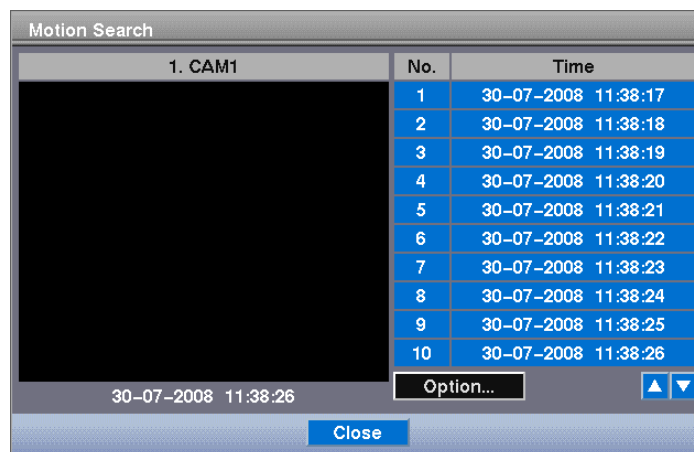 Motion Search
1. CAM1
No. Time
1 30-07-2008 11:38:17
2 30-07-2008 11:38:18
3 30-07-2008 11:38:19
4 30-07-2008 11:38:20
5 30-07-2008 11:38:21
6 30-07-2008 11:38:22
7 30-07-2008 11:38:23
8 30-07-2008 11:38:24
9 30-07-2008 11:38:25
10 30-07-2008 11:38:26
30-07-2008 11:38:26
Option...
Close